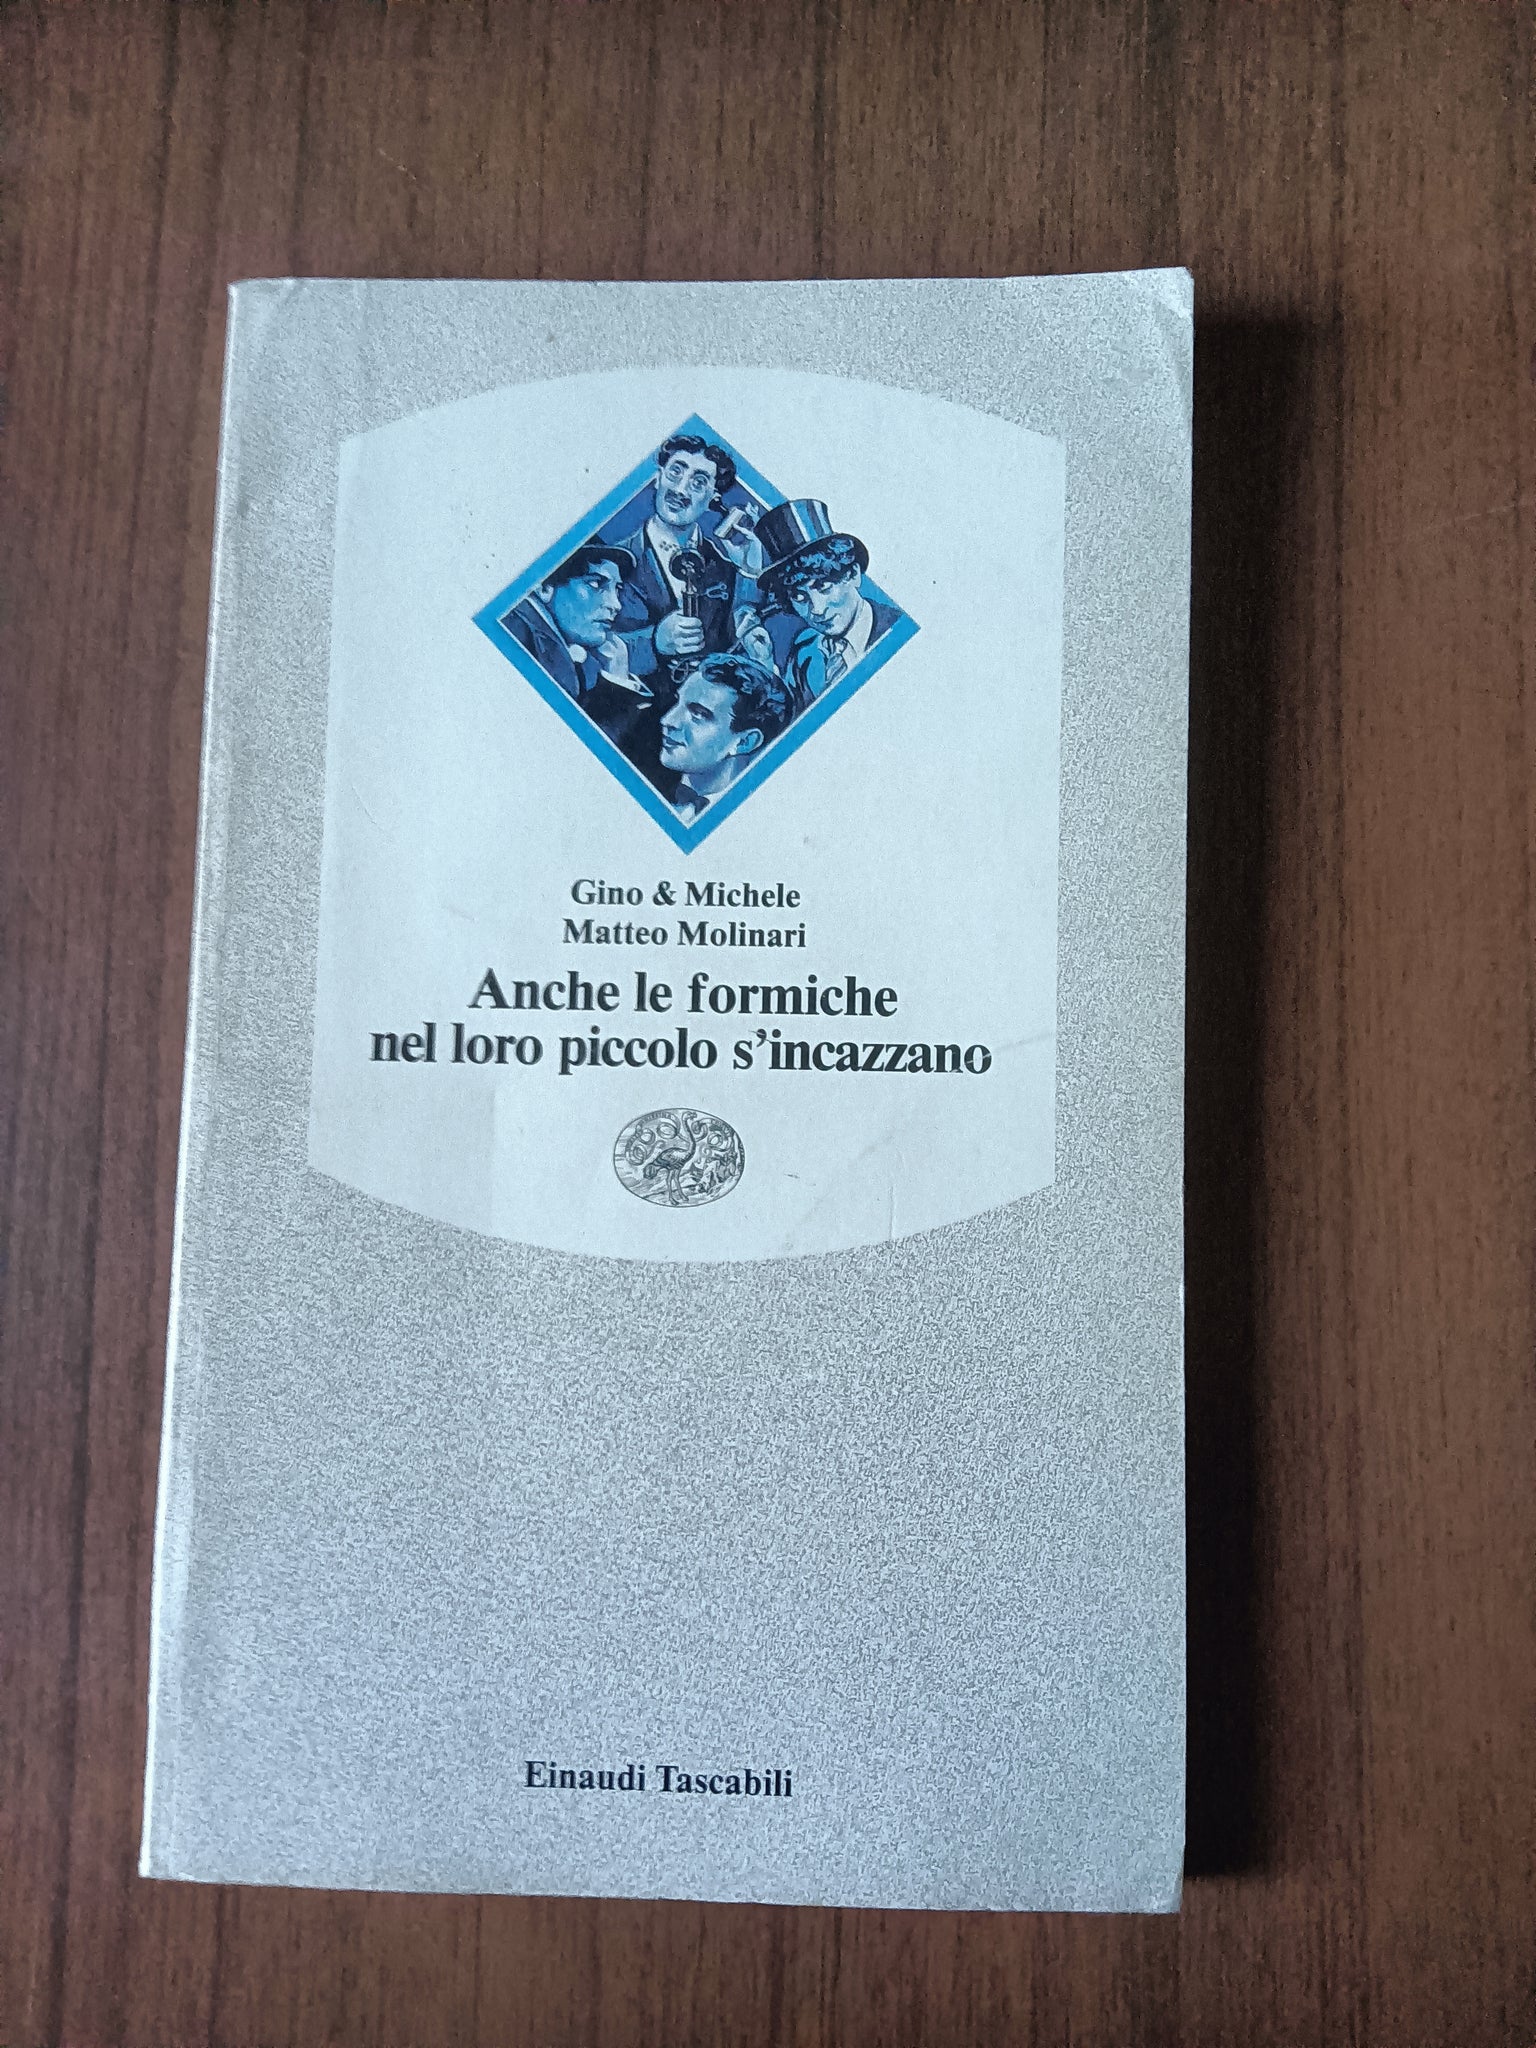 Gino & Michele
Matteo Molinari
Anche le formiche
nel loro piccolo s'incazzano
Einaudi Tascabili